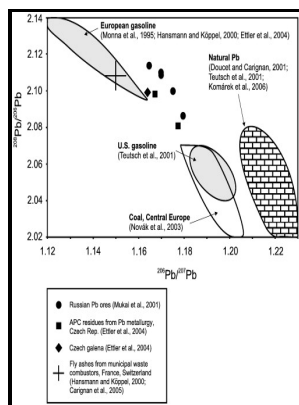 2.14
2.12
2.10
2.08
2.06
2.04
2.02
²⁰⁸Pb/²⁰⁶Pb
European gasoline
(Monna et al., 1995; Hansmann and Köppel, 2000; Ettler et al., 2004)
Natural Pb
(Doucet and Carignan, 2001;
Teutsch et al., 2001;
Komárek et al., 2006)
U.S. gasoline
(Teutsch et al., 2001)
Coal, Central Europe
(Novák et al., 2003)
1.12 1.14 1.16 1.18 1.20 1.22
²⁰⁶Pb/²⁰⁷Pb
Russian Pb ores (Mukai et al., 2001)
APC residues from Pb metallurgy,
Czech Rep. (Ettler et al., 2004)
Czech galena (Ettler et al., 2004)
Fly ashes from municipal waste
combustors, France, Switzerland
(Hansmann and Köppel, 2000;
Carignan et al., 2005)